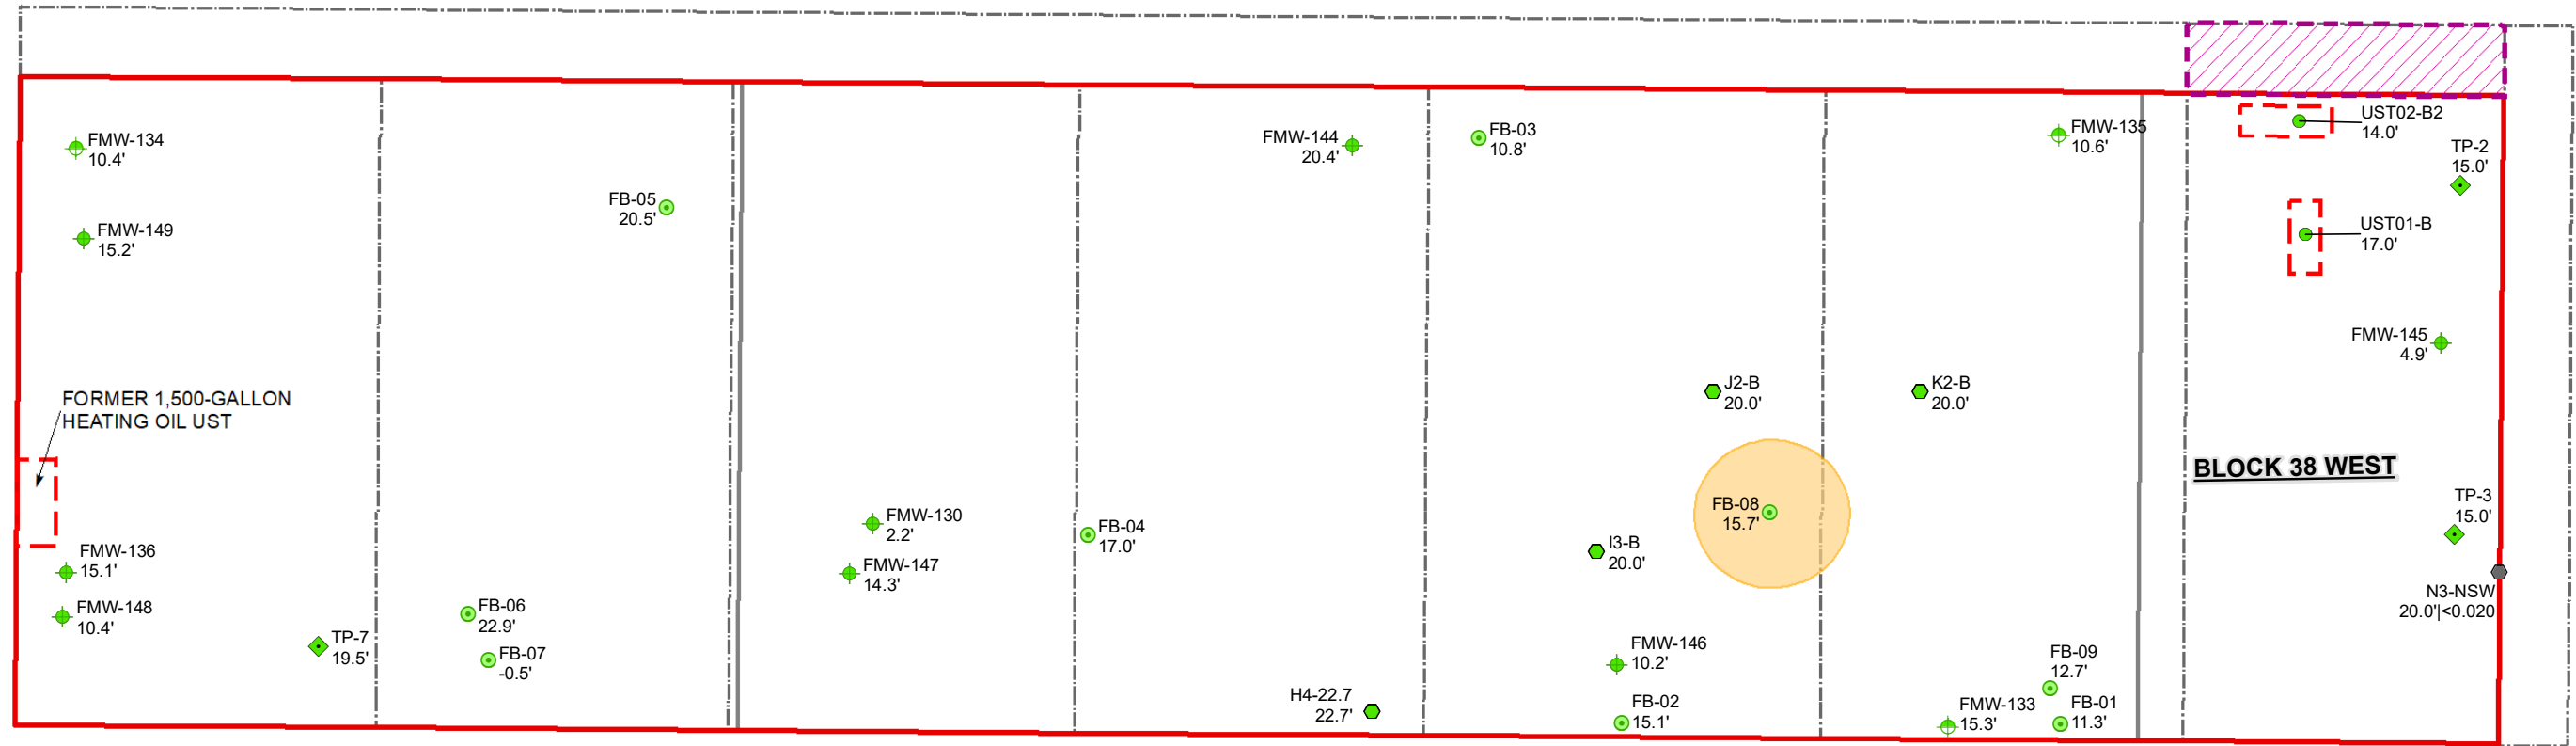 FMW-134
10.4'
FMW-149
15.2'
FB-05
20.5'
FMW-144
20.4'
FB-03
10.8'
FMW-135
10.6'
UST02-B2
14.0'
TP-2
15.0'
UST01-B
17.0'
FMW-145
4.9'
FORMER 1,500-GALLON
HEATING OIL UST
J2-B
20.0'
K2-B
20.0'
BLOCK 38 WEST
FB-08
15.7'
TP-3
15.0'
FMW-130
2.2'
FB-04
17.0'
I3-B
20.0'
FMW-136
15.1'
FMW-147
14.3'
N3-NSW
20.0'|<0.020
FMW-148
10.4'
FB-06
22.9'
TP-7
19.5'
FB-07
-0.5'
FMW-146
10.2'
FB-09
12.7'
H4-22.7
22.7'
FB-02
15.1'
FMW-133
15.3'
FB-01
11.3'